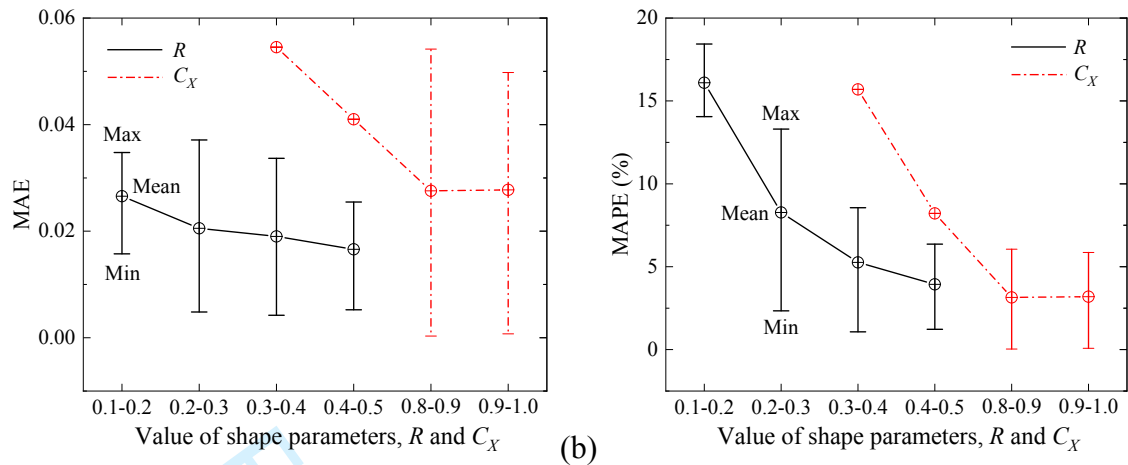 0.06
0.04
0.02
0.00
MAE
R
C_X
Max
Mean
Min
0.1-0.2 0.2-0.3 0.3-0.4 0.4-0.5 0.8-0.9 0.9-1.0
Value of shape parameters, R and C_X
(b)
20
15
10
5
0
MAPE (%)
R
C_X
Max
Mean
Min
0.1-0.2 0.2-0.3 0.3-0.4 0.4-0.5 0.8-0.9 0.9-1.0
Value of shape parameters, R and C_X